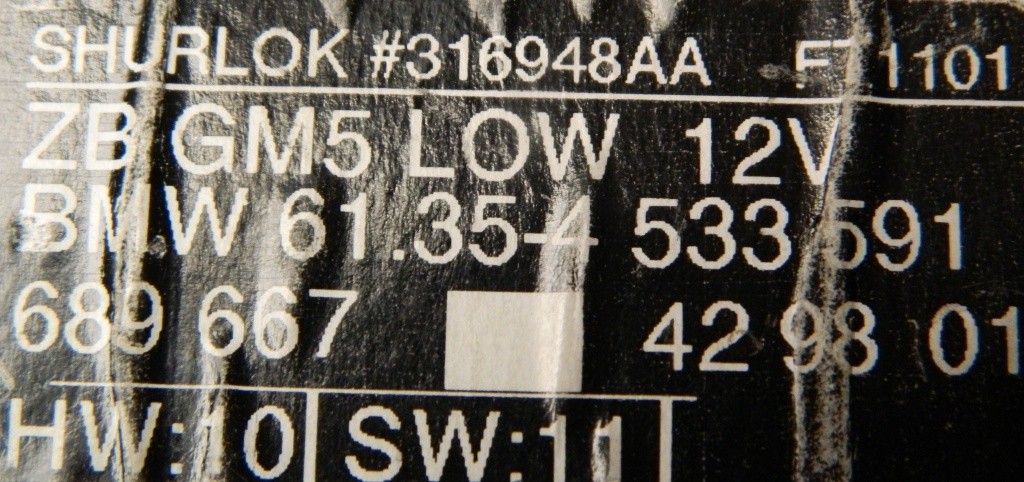 SHURLOK #316948AA F 1101
ZB GM5 LOW 12V
BMW 61.35-4 533 591
689 667 42 98 01
HW:10 SW:11